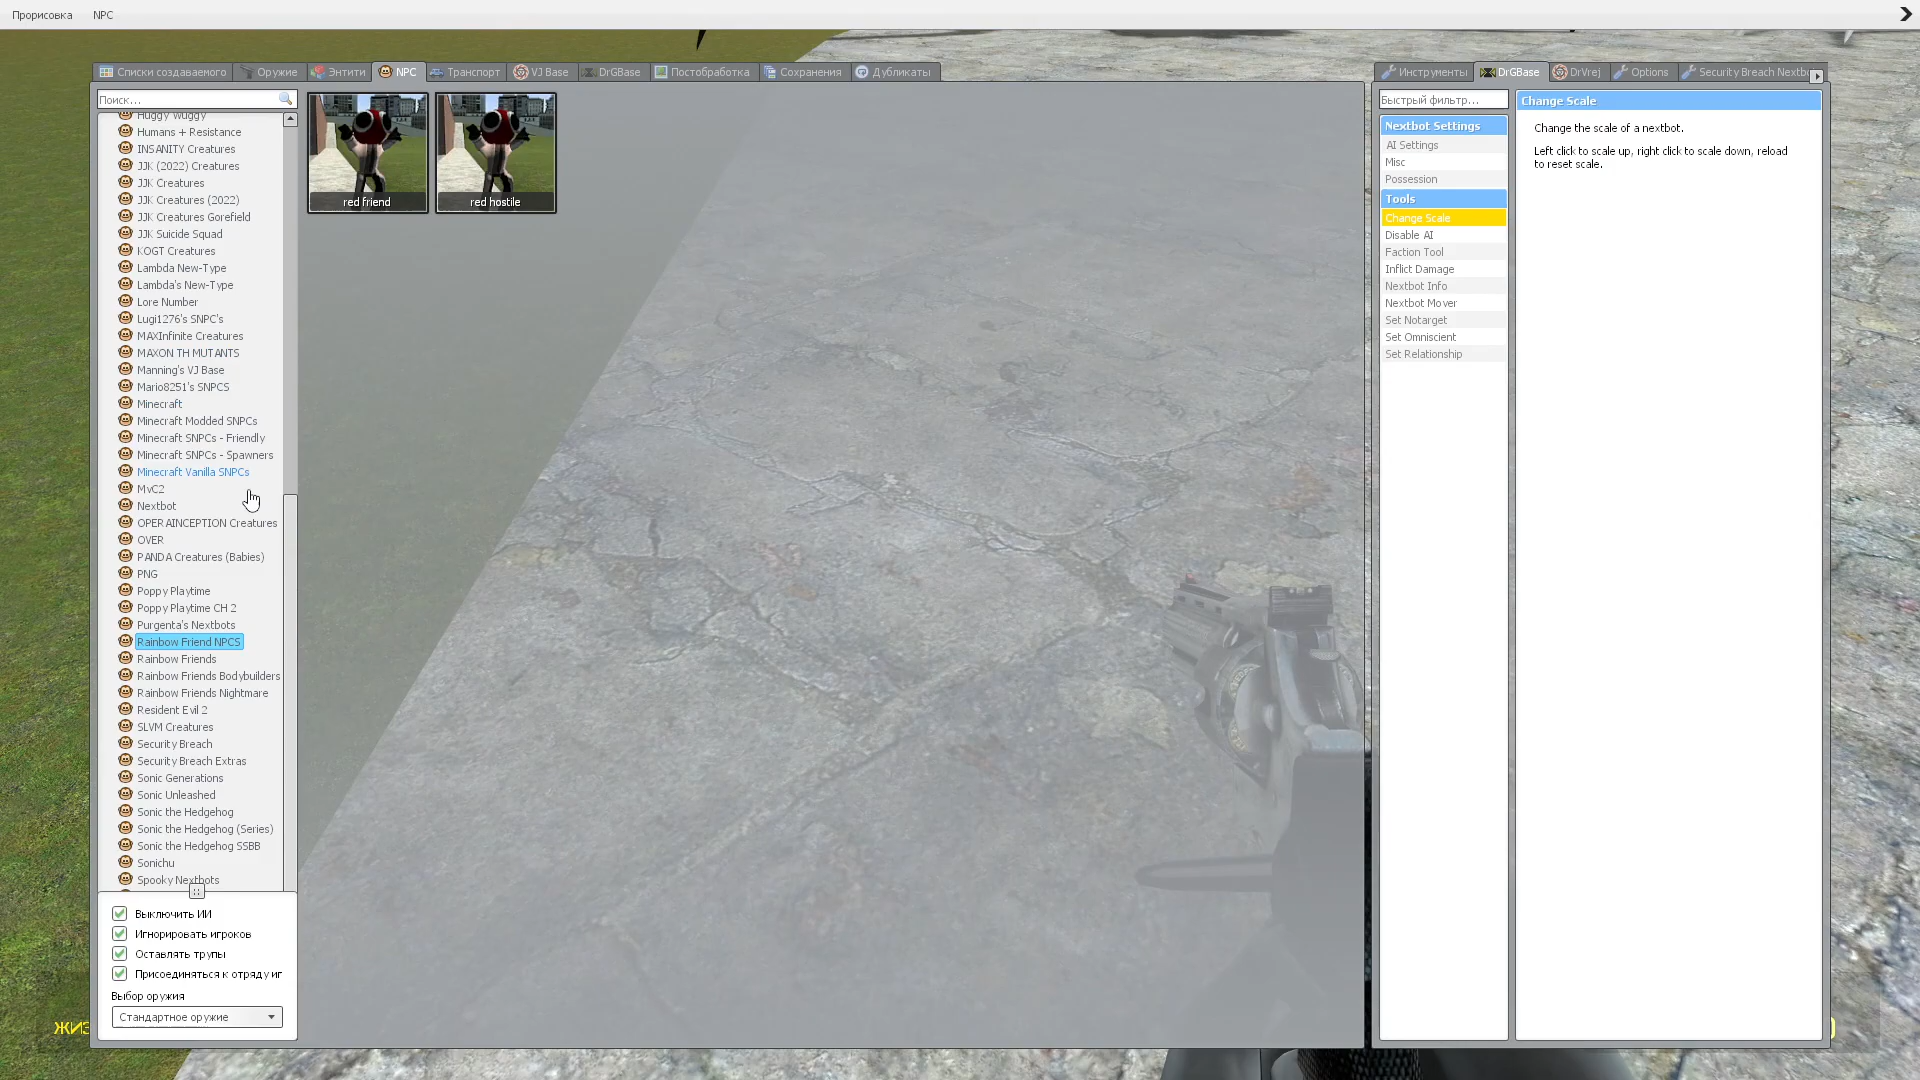 Прорисовка NPC
Списки создаваемого Оружие Энтити NPC Транспорт VJ Base DrGBase Постобработка Сохранения Дубликаты
Поиск...
Huggy Wuggy
Humans + Resistance
INSANITY Creatures
JJK (2022) Creatures
JJK Creatures
JJK Creatures (2022)
JJK Creatures Gorefield
JJK Suicide Squad
KOGT Creatures
Lambda New-Type
Lambda's New-Type
Lore Number
Lugi1276's SNPC's
MAXInfinite Creatures
MAXON TH MUTANTS
Manning's VJ Base
Mario8251's SNPCS
Minecraft
Minecraft Modded SNPCs
Minecraft SNPCs - Friendly
Minecraft SNPCs - Spawners
Minecraft Vanilla SNPCs
MvC2
Nextbot
OPERAINCEPTION Creatures
OVER
PANDA Creatures (Babies)
PNG
Poppy Playtime
Poppy Playtime CH 2
Purgenta's Nextbots
Rainbow Friend NPCS
Rainbow Friends
Rainbow Friends Bodybuilders
Rainbow Friends Nightmare
Resident Evil 2
SLVM Creatures
Security Breach
Security Breach Extras
Sonic Generations
Sonic Unleashed
Sonic the Hedgehog
Sonic the Hedgehog (Series)
Sonic the Hedgehog SSBB
Sonichu
Spooky Nextbots
Выключить ИИ
Игнорировать игроков
Оставлять трупы
Присоединяться к отряду иг
Выбор оружия
Стандартное оружие
ЖИЗ
red friend
red hostile
Инструменты DrGBase DrVrej Options Security Breach Nextbo
Быстрый фильтр...
Nextbot Settings
AI Settings
Misc
Possession
Tools
Change Scale
Disable AI
Faction Tool
Inflict Damage
Nextbot Info
Nextbot Mover
Set Notarget
Set Omniscient
Set Relationship
Change Scale
Change the scale of a nextbot.
Left click to scale up, right click to scale down, reload
to reset scale.